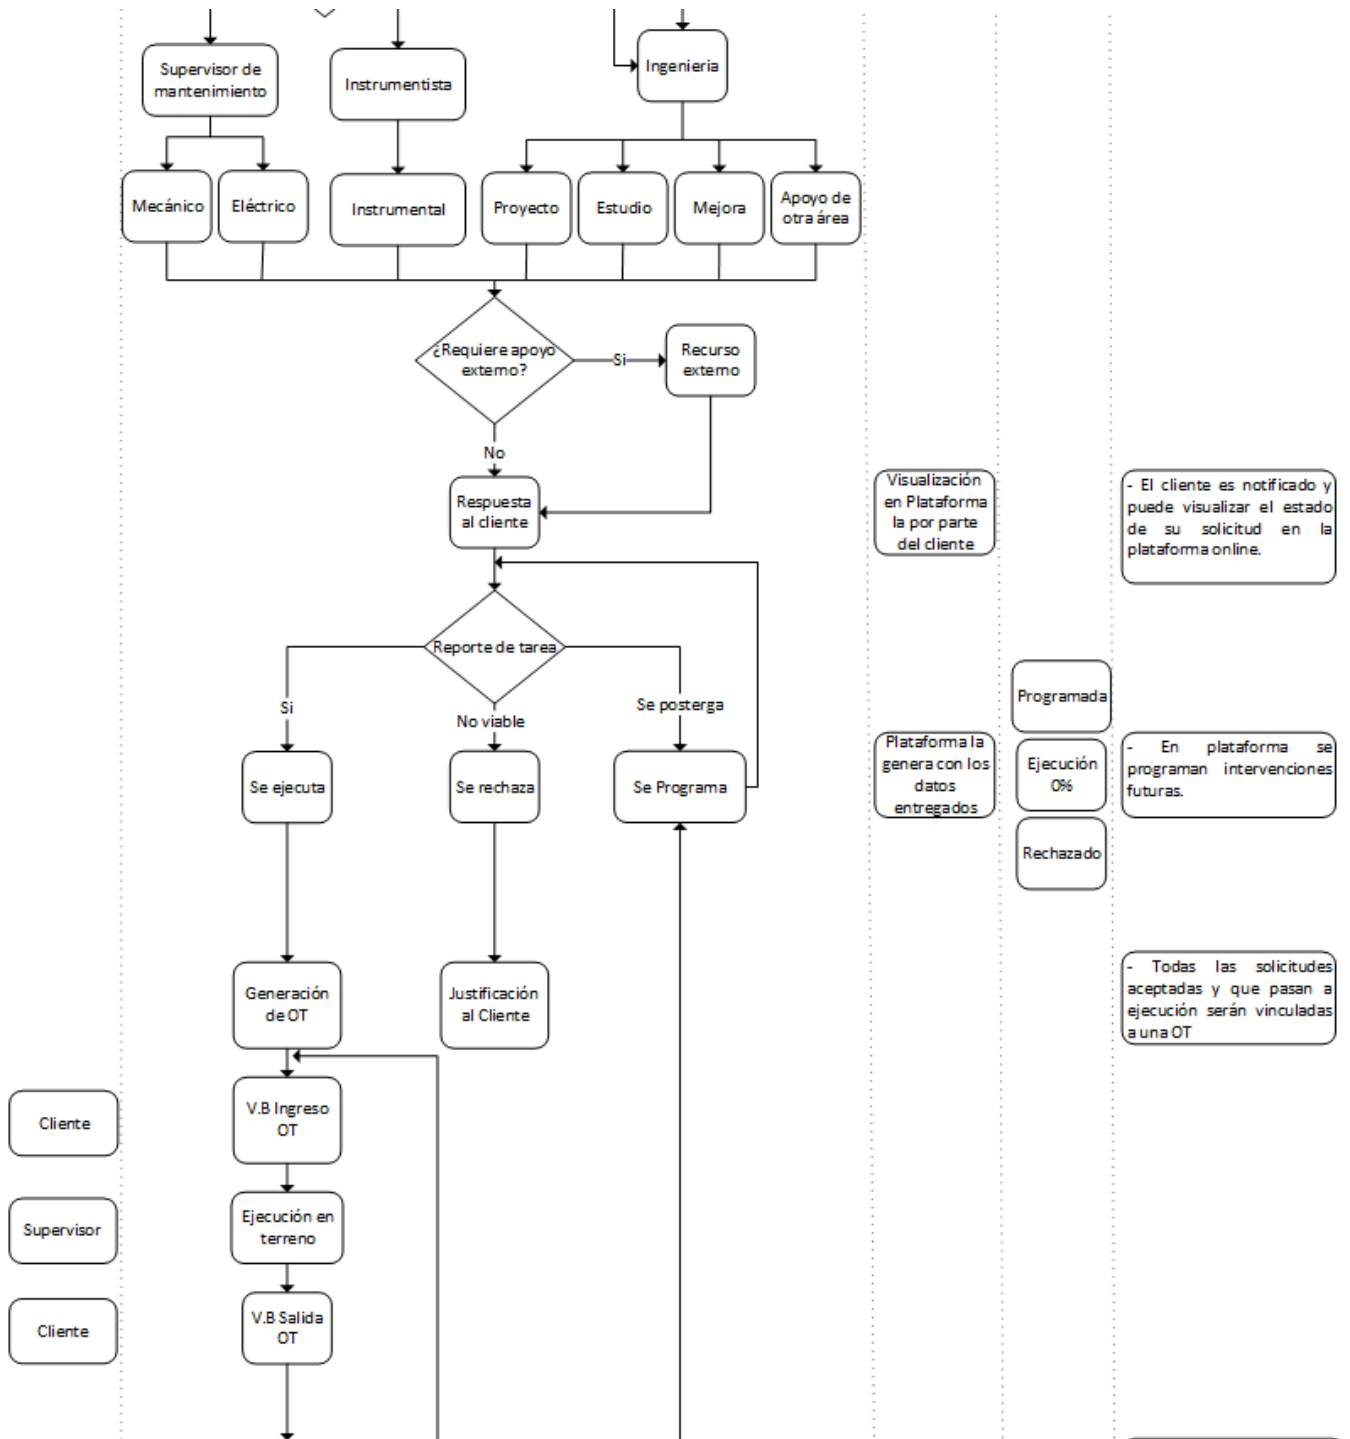 Supervisor de
mantenimiento
Instrumentista
Ingenieria
Mecánico
Eléctrico
Instrumental
Proyecto
Estudio
Mejora
Apoyo de
otra área
¿Requiere apoyo
externo?
Si
Recurso
externo
No
Respuesta
al cliente
Visualización
en Plataforma
la por parte
del cliente
- El cliente es notificado y
puede visualizar el estado
de su solicitud en la
plataforma online.
Reporte de tarea
Si
No viable
Se posterga
Programada
Se ejecuta
Se rechaza
Se Programa
Plataforma la
genera con los
datos
entregados
Ejecución
0%
- En plataforma se
programan intervenciones
futuras.
Rechazado
Generación
de OT
Justificación
al Cliente
- Todas las solicitudes
aceptadas y que pasan a
ejecución serán vinculadas
a una OT
Cliente
V.B Ingreso
OT
Supervisor
Ejecución en
terreno
Cliente
V.B Salida
OT